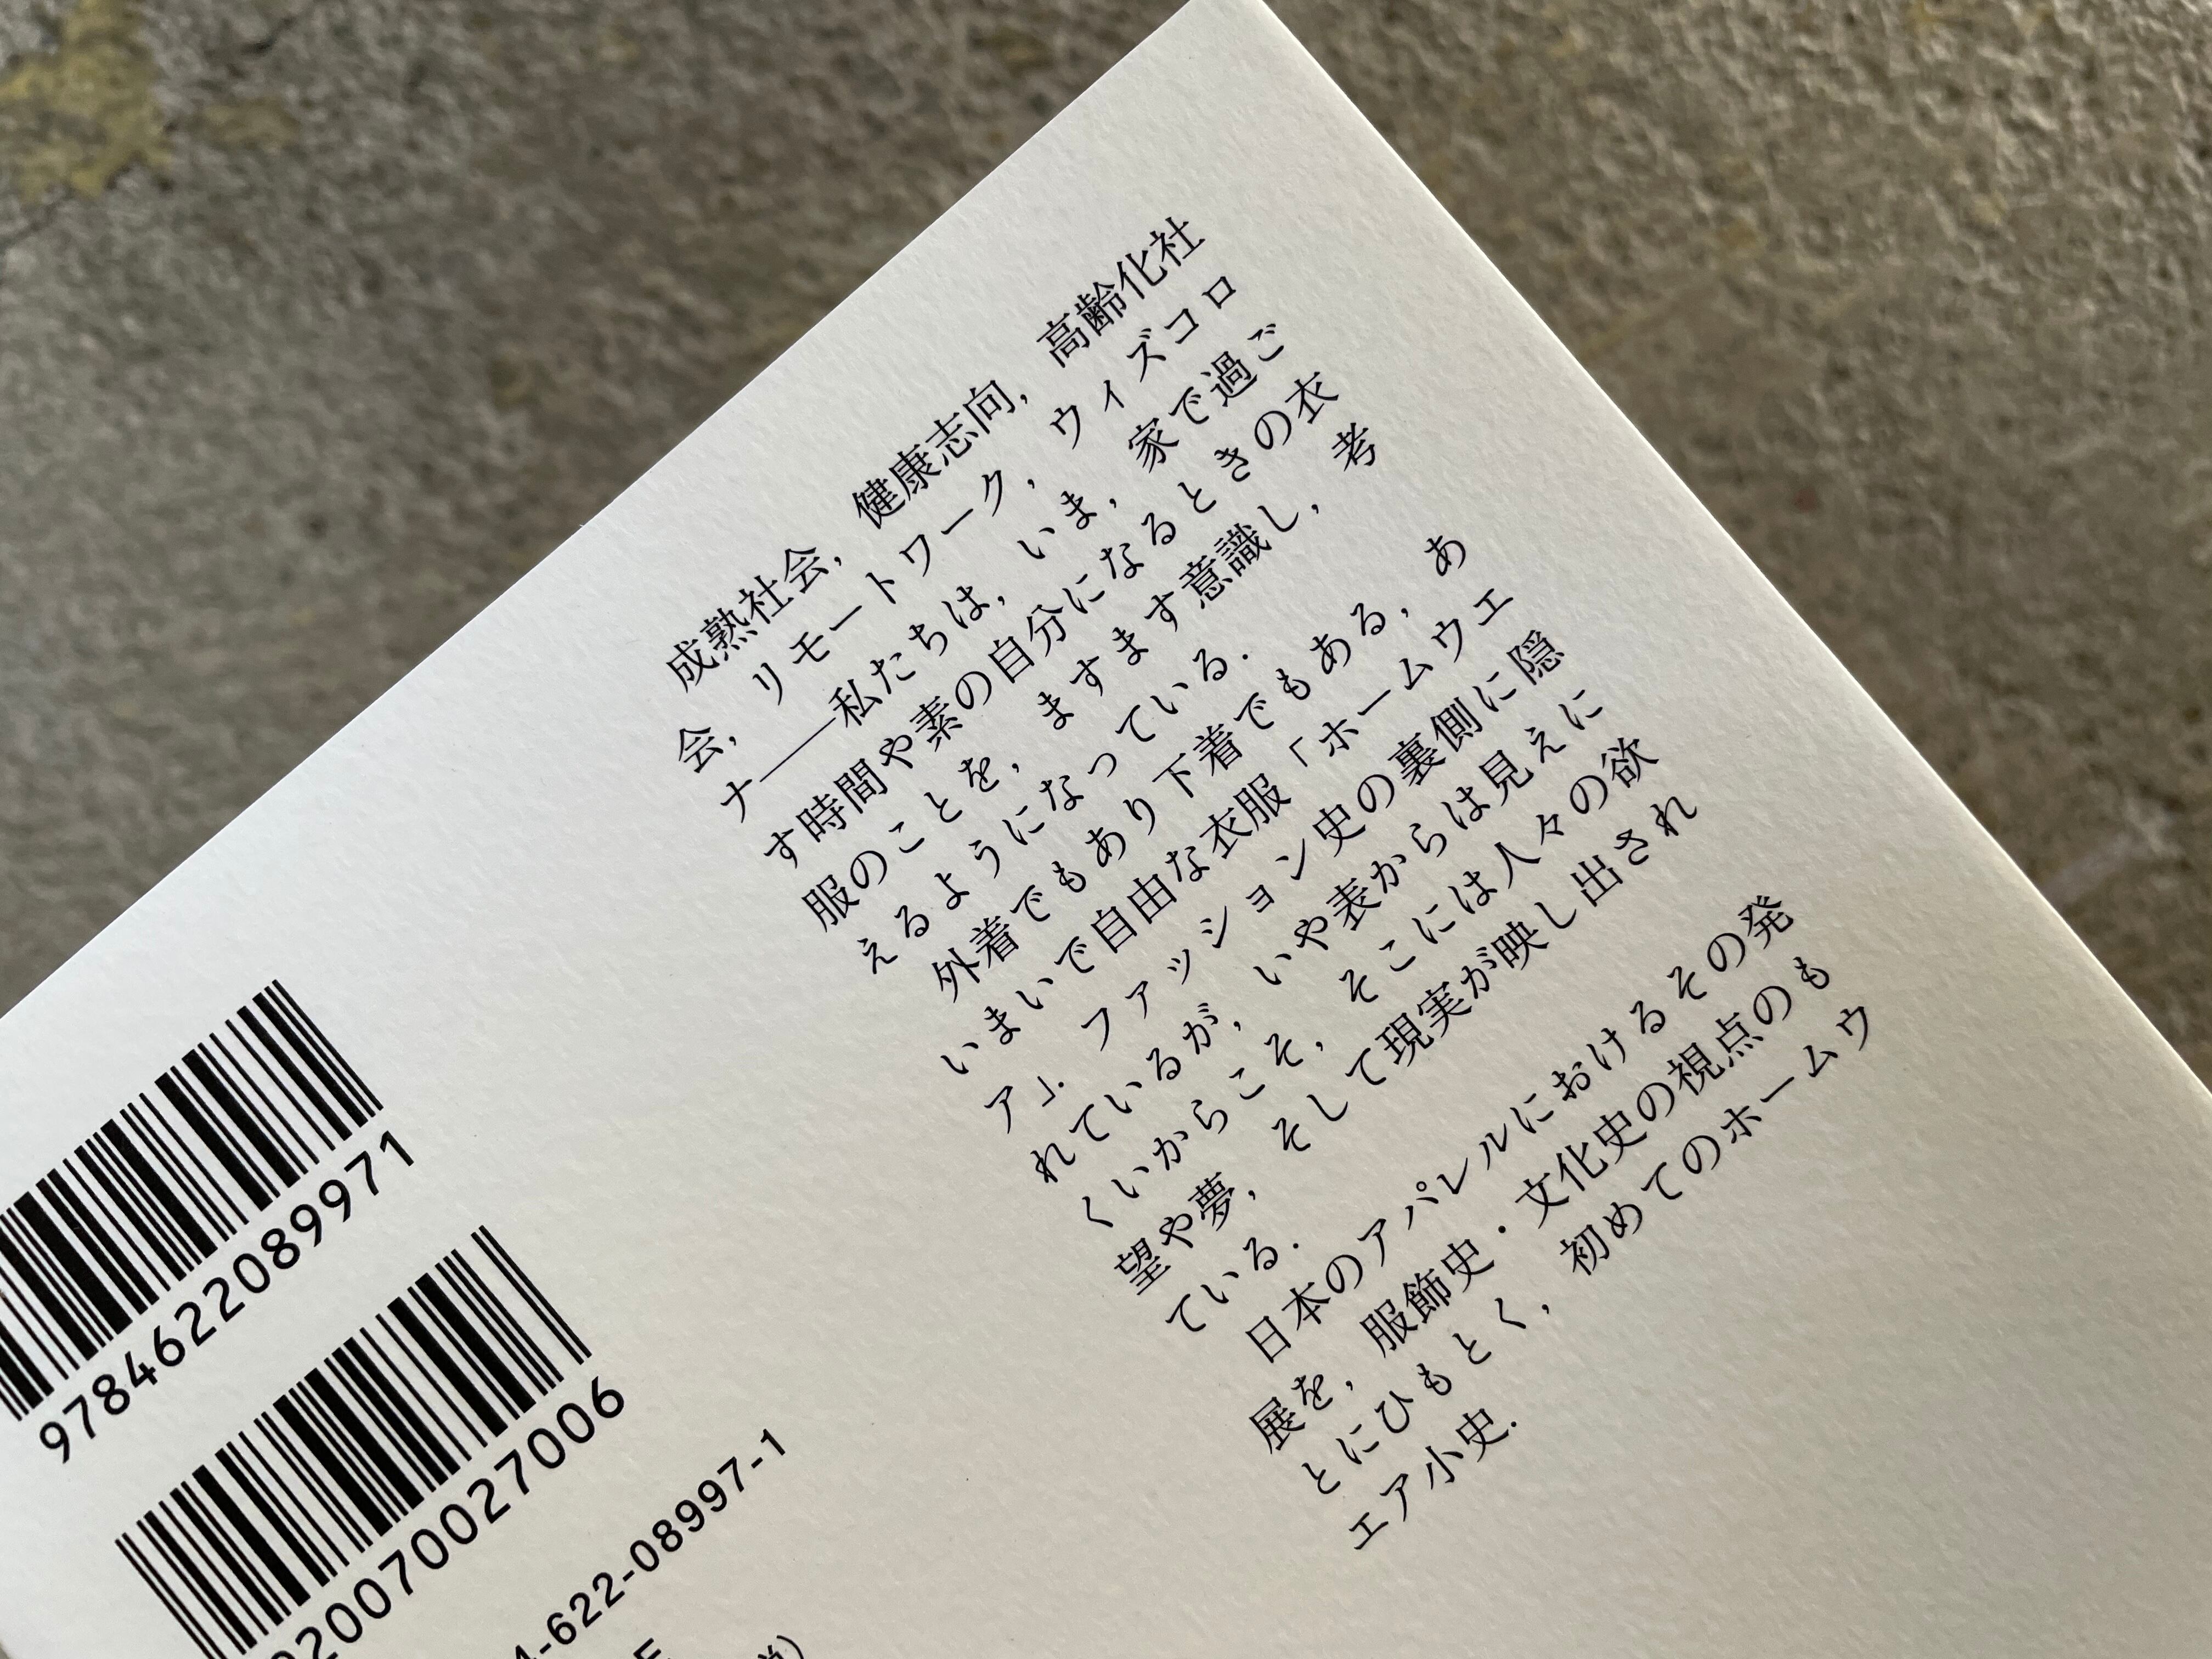 成熟社会，健康志向，高齢化社
会，リモートワーク，ウィズコロ
ナ――私たちは，いま，家で過ご
す時間や素の自分になるときの衣
服のことを，ますます意識し，考
えるようになっている．
外着でもあり下着でもある，あ
いまいで自由な衣服「ホームウエ
ア」．ファッション史の裏側に隠
れているが，いや表からは見えに
くいからこそ，そこには人々の欲
望や夢，そして現実が映し出され
ている．
日本のアパレルにおけるその発
展を，服飾史・文化史の視点のも
とにひもとく，初めてのホームウ
エア小史．
9784622089971
920070027006
4-622-08997-1
E